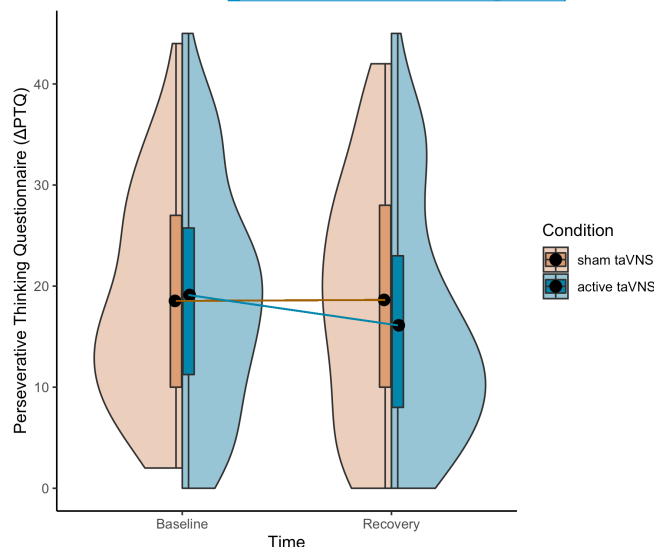 Perseverative Thinking Questionnaire (ΔPTQ)
40
30
20
10
0
Baseline
Recovery
Time
Condition
sham taVNS
active taVNS